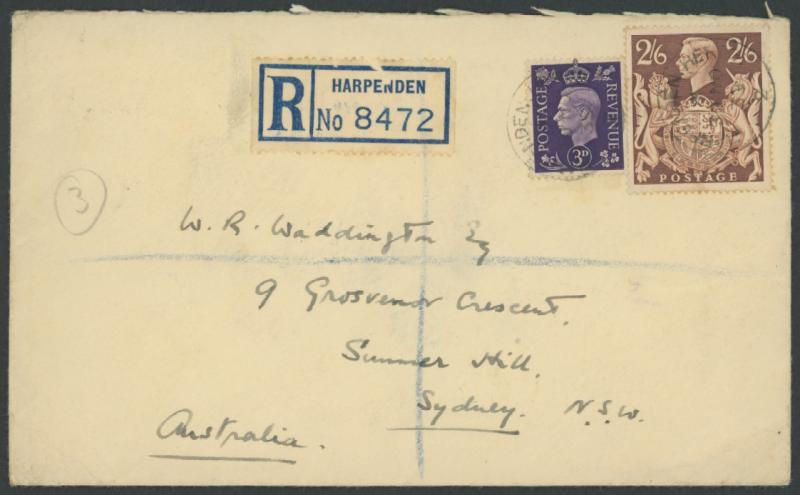 R
HARPENDEN
No 8472
POSTAGE
REVENUE
3D
2/6 2/6
POSTAGE
3
W. R. Waddington Esq
9 Grosvenor Crescent.
Summer Hill.
Sydney. N.S.W.
Australia.